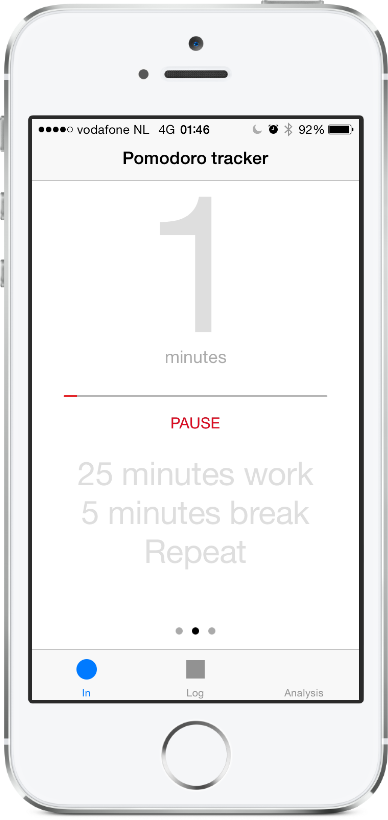 vodafone NL 4G 01:46 92%
Pomodoro tracker
1
minutes
PAUSE
25 minutes work
5 minutes break
Repeat
In Log Analysis